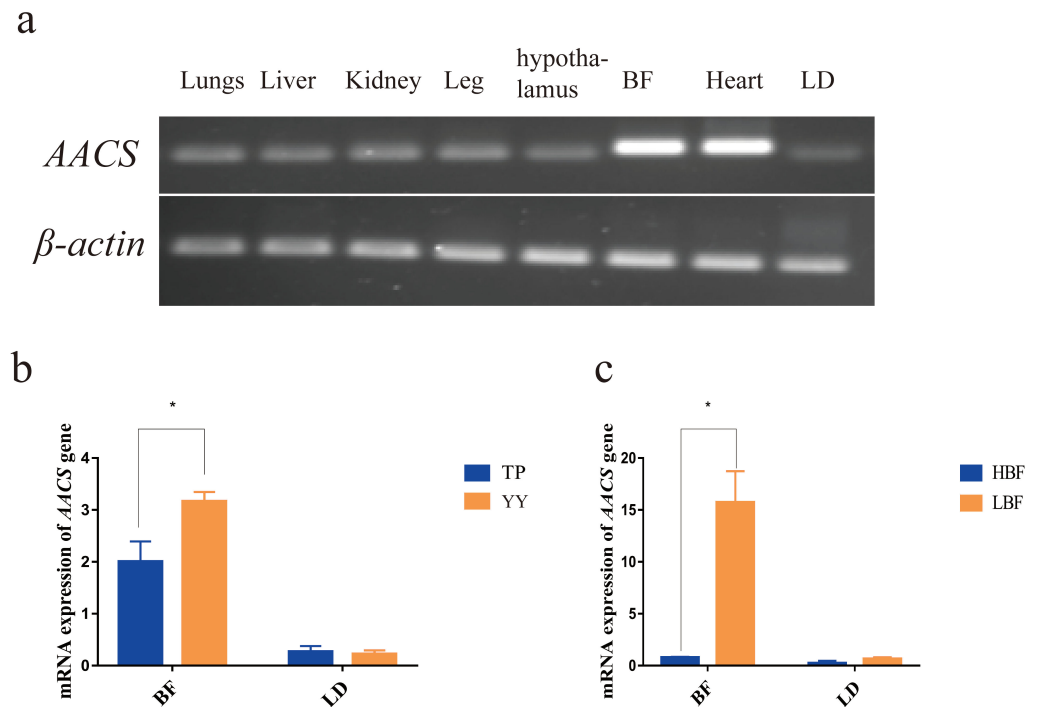 a
Lungs Liver Kidney Leg hypotha-
lamus BF Heart LD
AACS
β-actin
b
*
mRNA expression of AACS gene
4
3
2
1
0
BF LD
TP
YY
c
*
mRNA expression of AACS gene
20
15
10
5
0
BF LD
HBF
LBF